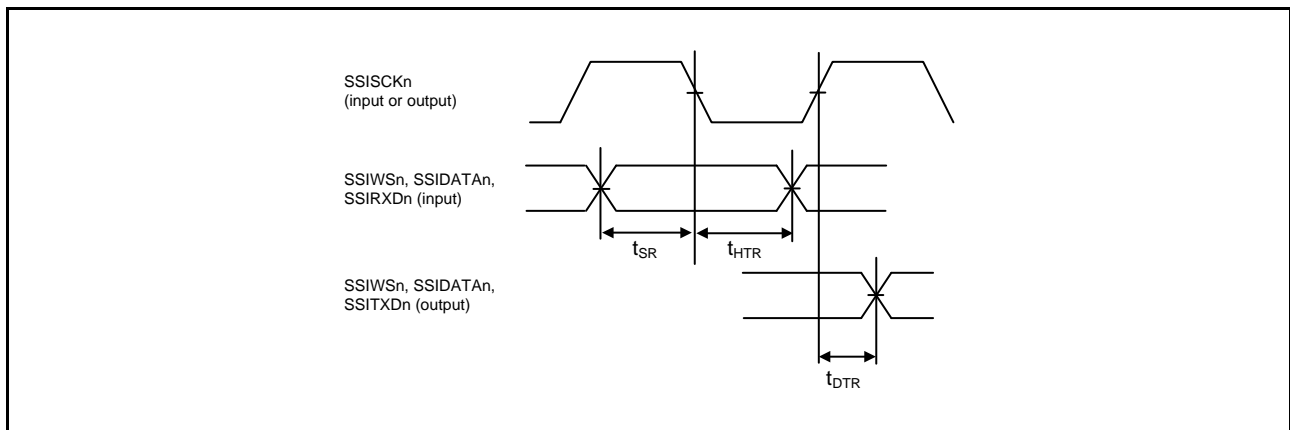 SSISCKn
(input or output)
SSIWSn, SSIDATAn,
SSIRXDn (input)
tSR
tHTR
SSIWSn, SSIDATAn,
SSITXDn (output)
tDTR